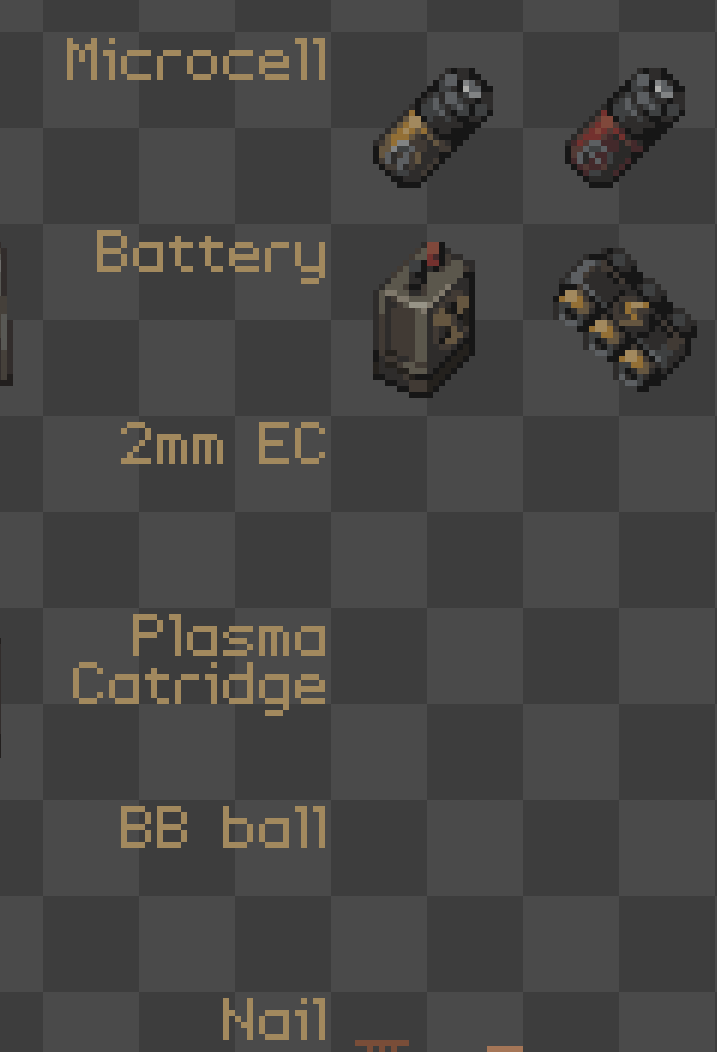 Microcell
Battery
2mm EC
Plasma
Catridge
BB ball
Nail